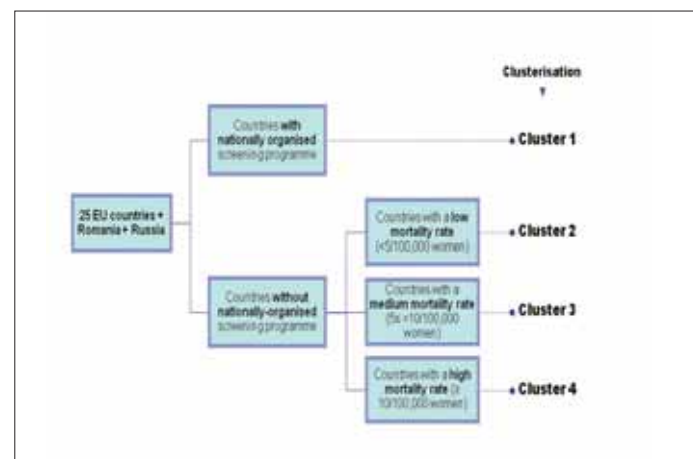 Clusterisation
Countries with
nationally organised
screening programme
Cluster 1
25 EU countries +
Romania + Russia
Countries with a low
mortality rate
(<5/100,000 women)
Cluster 2
Countries without
nationally-organised
screening programme
Countries with a
medium mortality rate
<10/100,000
women)
Cluster 3
Countries with a high
mortality rate
10/100,000 women)
Cluster 4